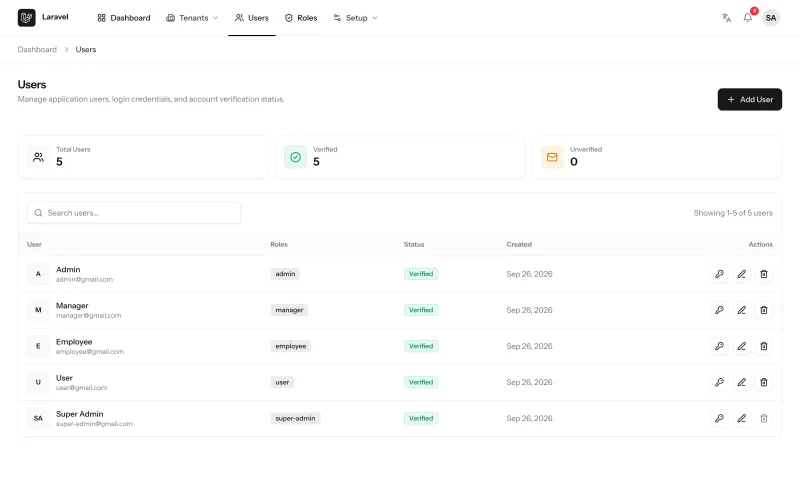 Laravel
Dashboard
Tenants
Users
Roles
Setup
4
SA
Dashboard > Users
Users
Manage application users, login credentials, and account verification status.
+ Add User
Total Users
5
Verified
5
Unverified
0
Search users...
Showing 1-5 of 5 users
User Roles Status Created Actions
A
Admin
admin@gmail.com
admin
Verified
Sep 26, 2026
M
Manager
manager@gmail.com
manager
Verified
Sep 26, 2026
E
Employee
employee@gmail.com
employee
Verified
Sep 26, 2026
U
User
user@gmail.com
user
Verified
Sep 26, 2026
SA
Super Admin
super-admin@gmail.com
super-admin
Verified
Sep 26, 2026